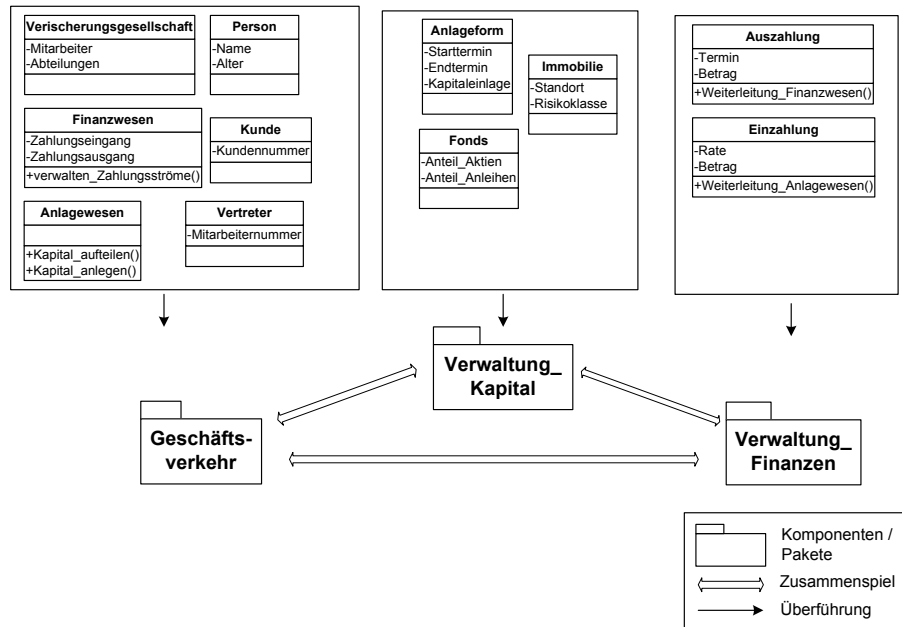 Verischerungsgesellschaft
-Mitarbeiter
-Abteilungen
Person
-Name
-Alter
Finanzwesen
-Zahlungseingang
-Zahlungsausgang
+verwalten_Zahlungsströme()
Kunde
-Kundennummer
Anlagewesen
+Kapital_aufteilen()
+Kapital_anlegen()
Vertreter
-Mitarbeiternummer
Anlageform
-Starttermin
-Endtermin
-Kapitaleinlage
Immobilie
-Standort
-Risikoklasse
Fonds
-Anteil_Aktien
-Anteil_Anleihen
Auszahlung
-Termin
-Betrag
+Weiterleitung_Finanzwesen()
Einzahlung
-Rate
-Betrag
+Weiterleitung_Anlagewesen()
Verwaltung_
Kapital
Geschäfts-
verkehr
Verwaltung_
Finanzen
Komponenten /
Pakete
Zusammenspiel
Überführung